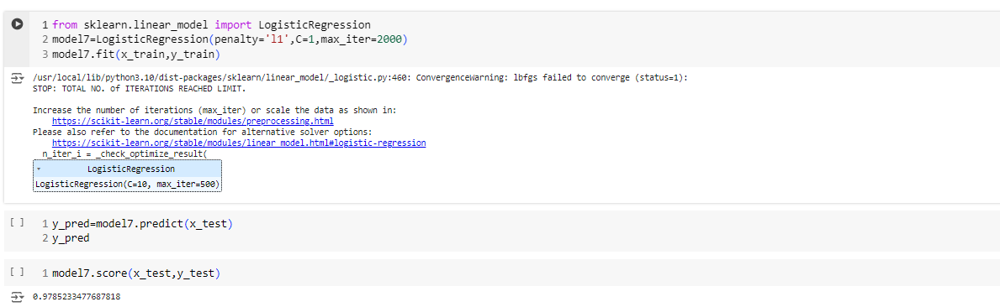 1 from sklearn.linear_model import LogisticRegression
2 model7=LogisticRegression(penalty='l1',C=1,max_iter=2000)
3 model7.fit(x_train,y_train)
/usr/local/lib/python3.10/dist-packages/sklearn/linear_model/_logistic.py:460: ConvergenceWarning: lbfgs failed to converge (status=1):
STOP: TOTAL NO. of ITERATIONS REACHED LIMIT.
Increase the number of iterations (max_iter) or scale the data as shown in:
https://scikit-learn.org/stable/modules/preprocessing.html
Please also refer to the documentation for alternative solver options:
https://scikit-learn.org/stable/modules/linear_model.html#logistic-regression
n_iter_i = _check_optimize_result(
LogisticRegression
LogisticRegression(C=10, max_iter=500)
[ ] 1 y_pred=model7.predict(x_test)
2 y_pred
[ ] 1 model7.score(x_test,y_test)
0.9785233477687818